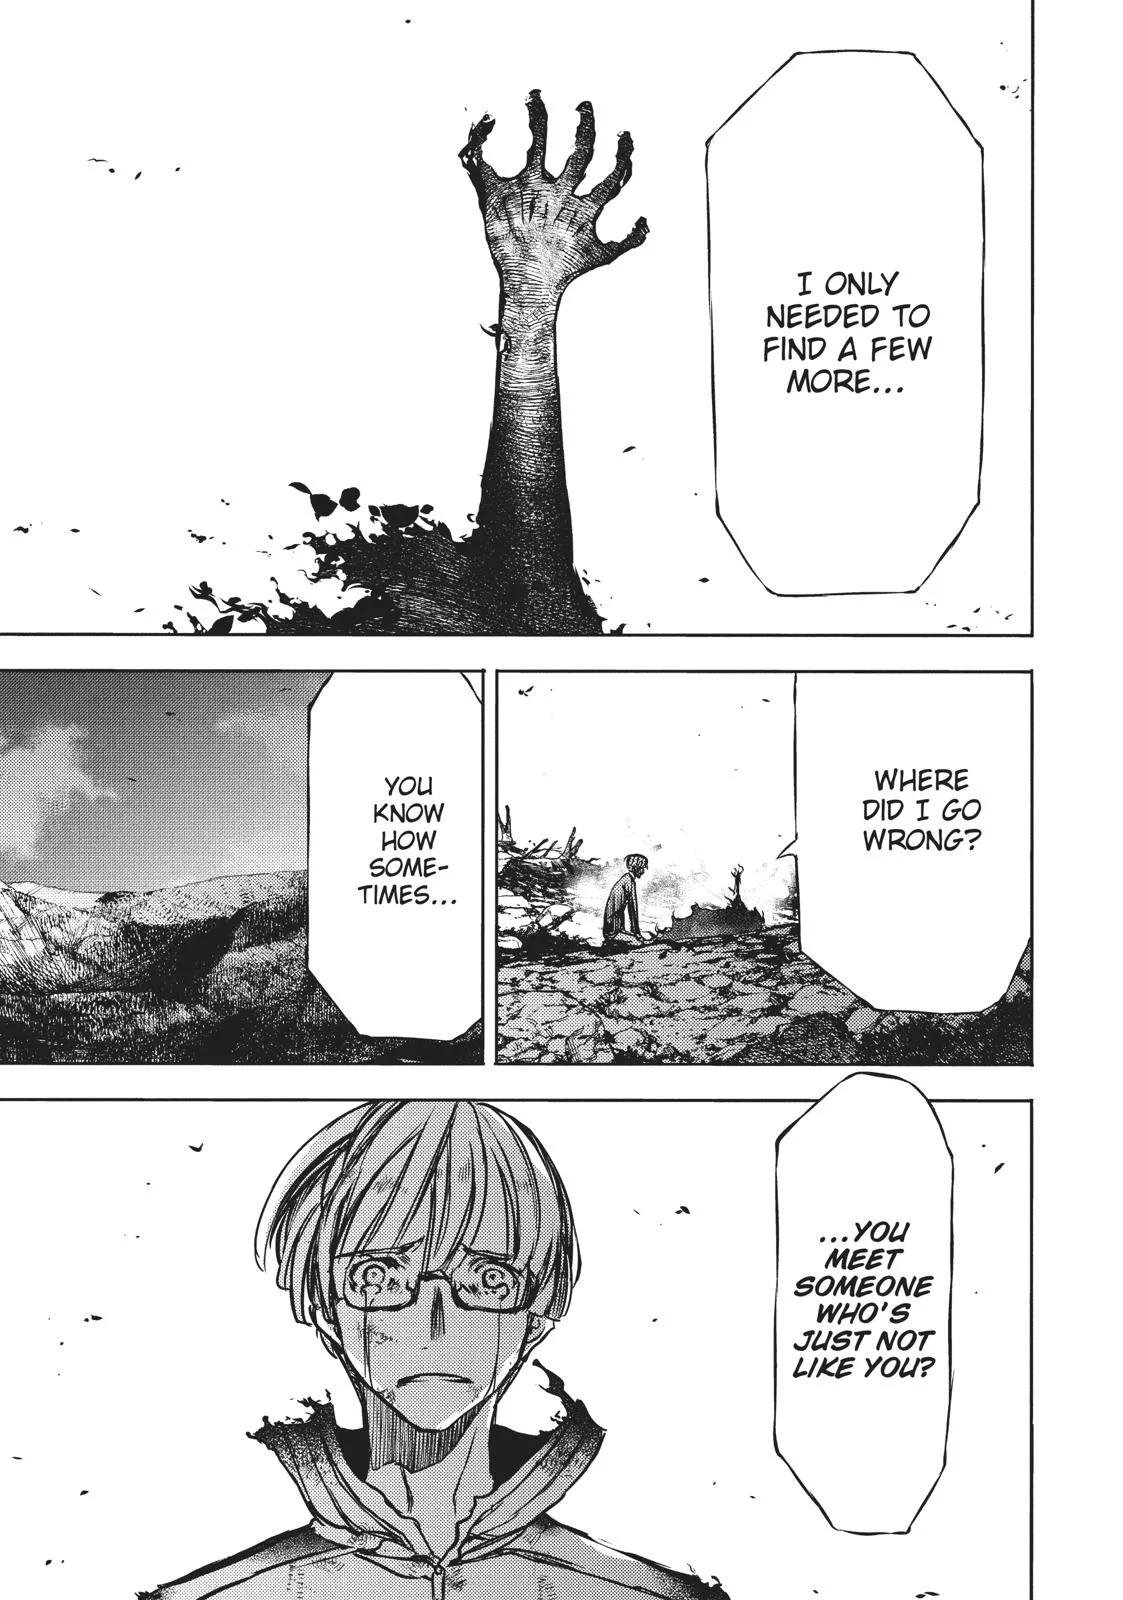 I ONLY
NEEDED TO
FIND A FEW
MORE...
WHERE
DID I GO
WRONG?
YOU
KNOW
HOW
SOME-
TIMES...
...YOU
MEET
SOMEONE
WHO'S
JUST NOT
LIKE YOU?